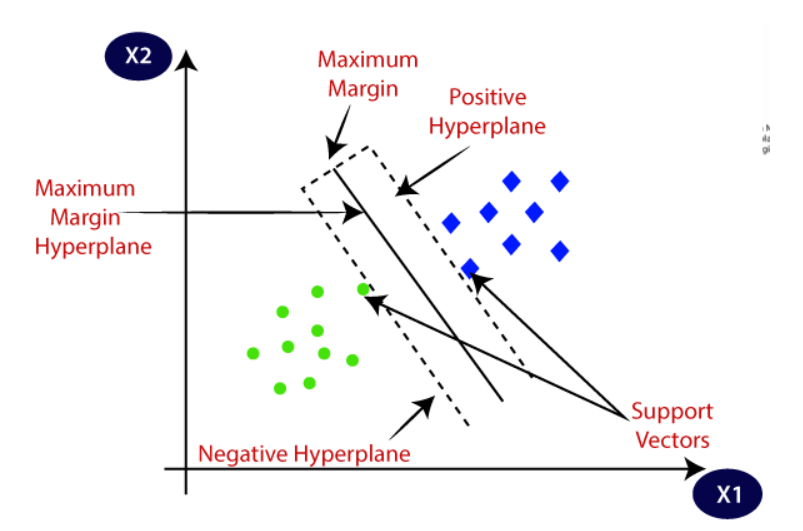 X2
Maximum
Margin
Positive
Hyperplane
Maximum
Margin
Hyperplane
Support
Vectors
Negative Hyperplane
X1